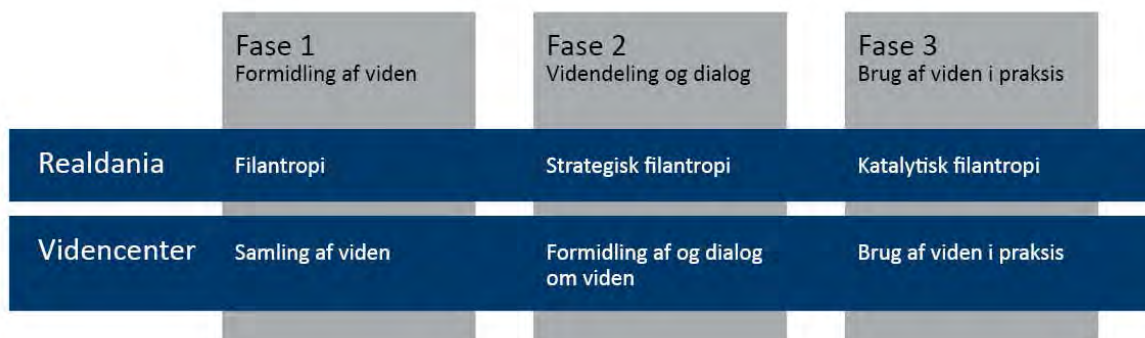 Fase 1
Formidling af viden
Fase 2
Videndeling og dialog
Fase 3
Brug af viden i praksis
Realdania
Filantropi
Strategisk filantropi
Katalytisk filantropi
Videncenter
Samling af viden
Formidling af og dialog
om viden
Brug af viden i praksis